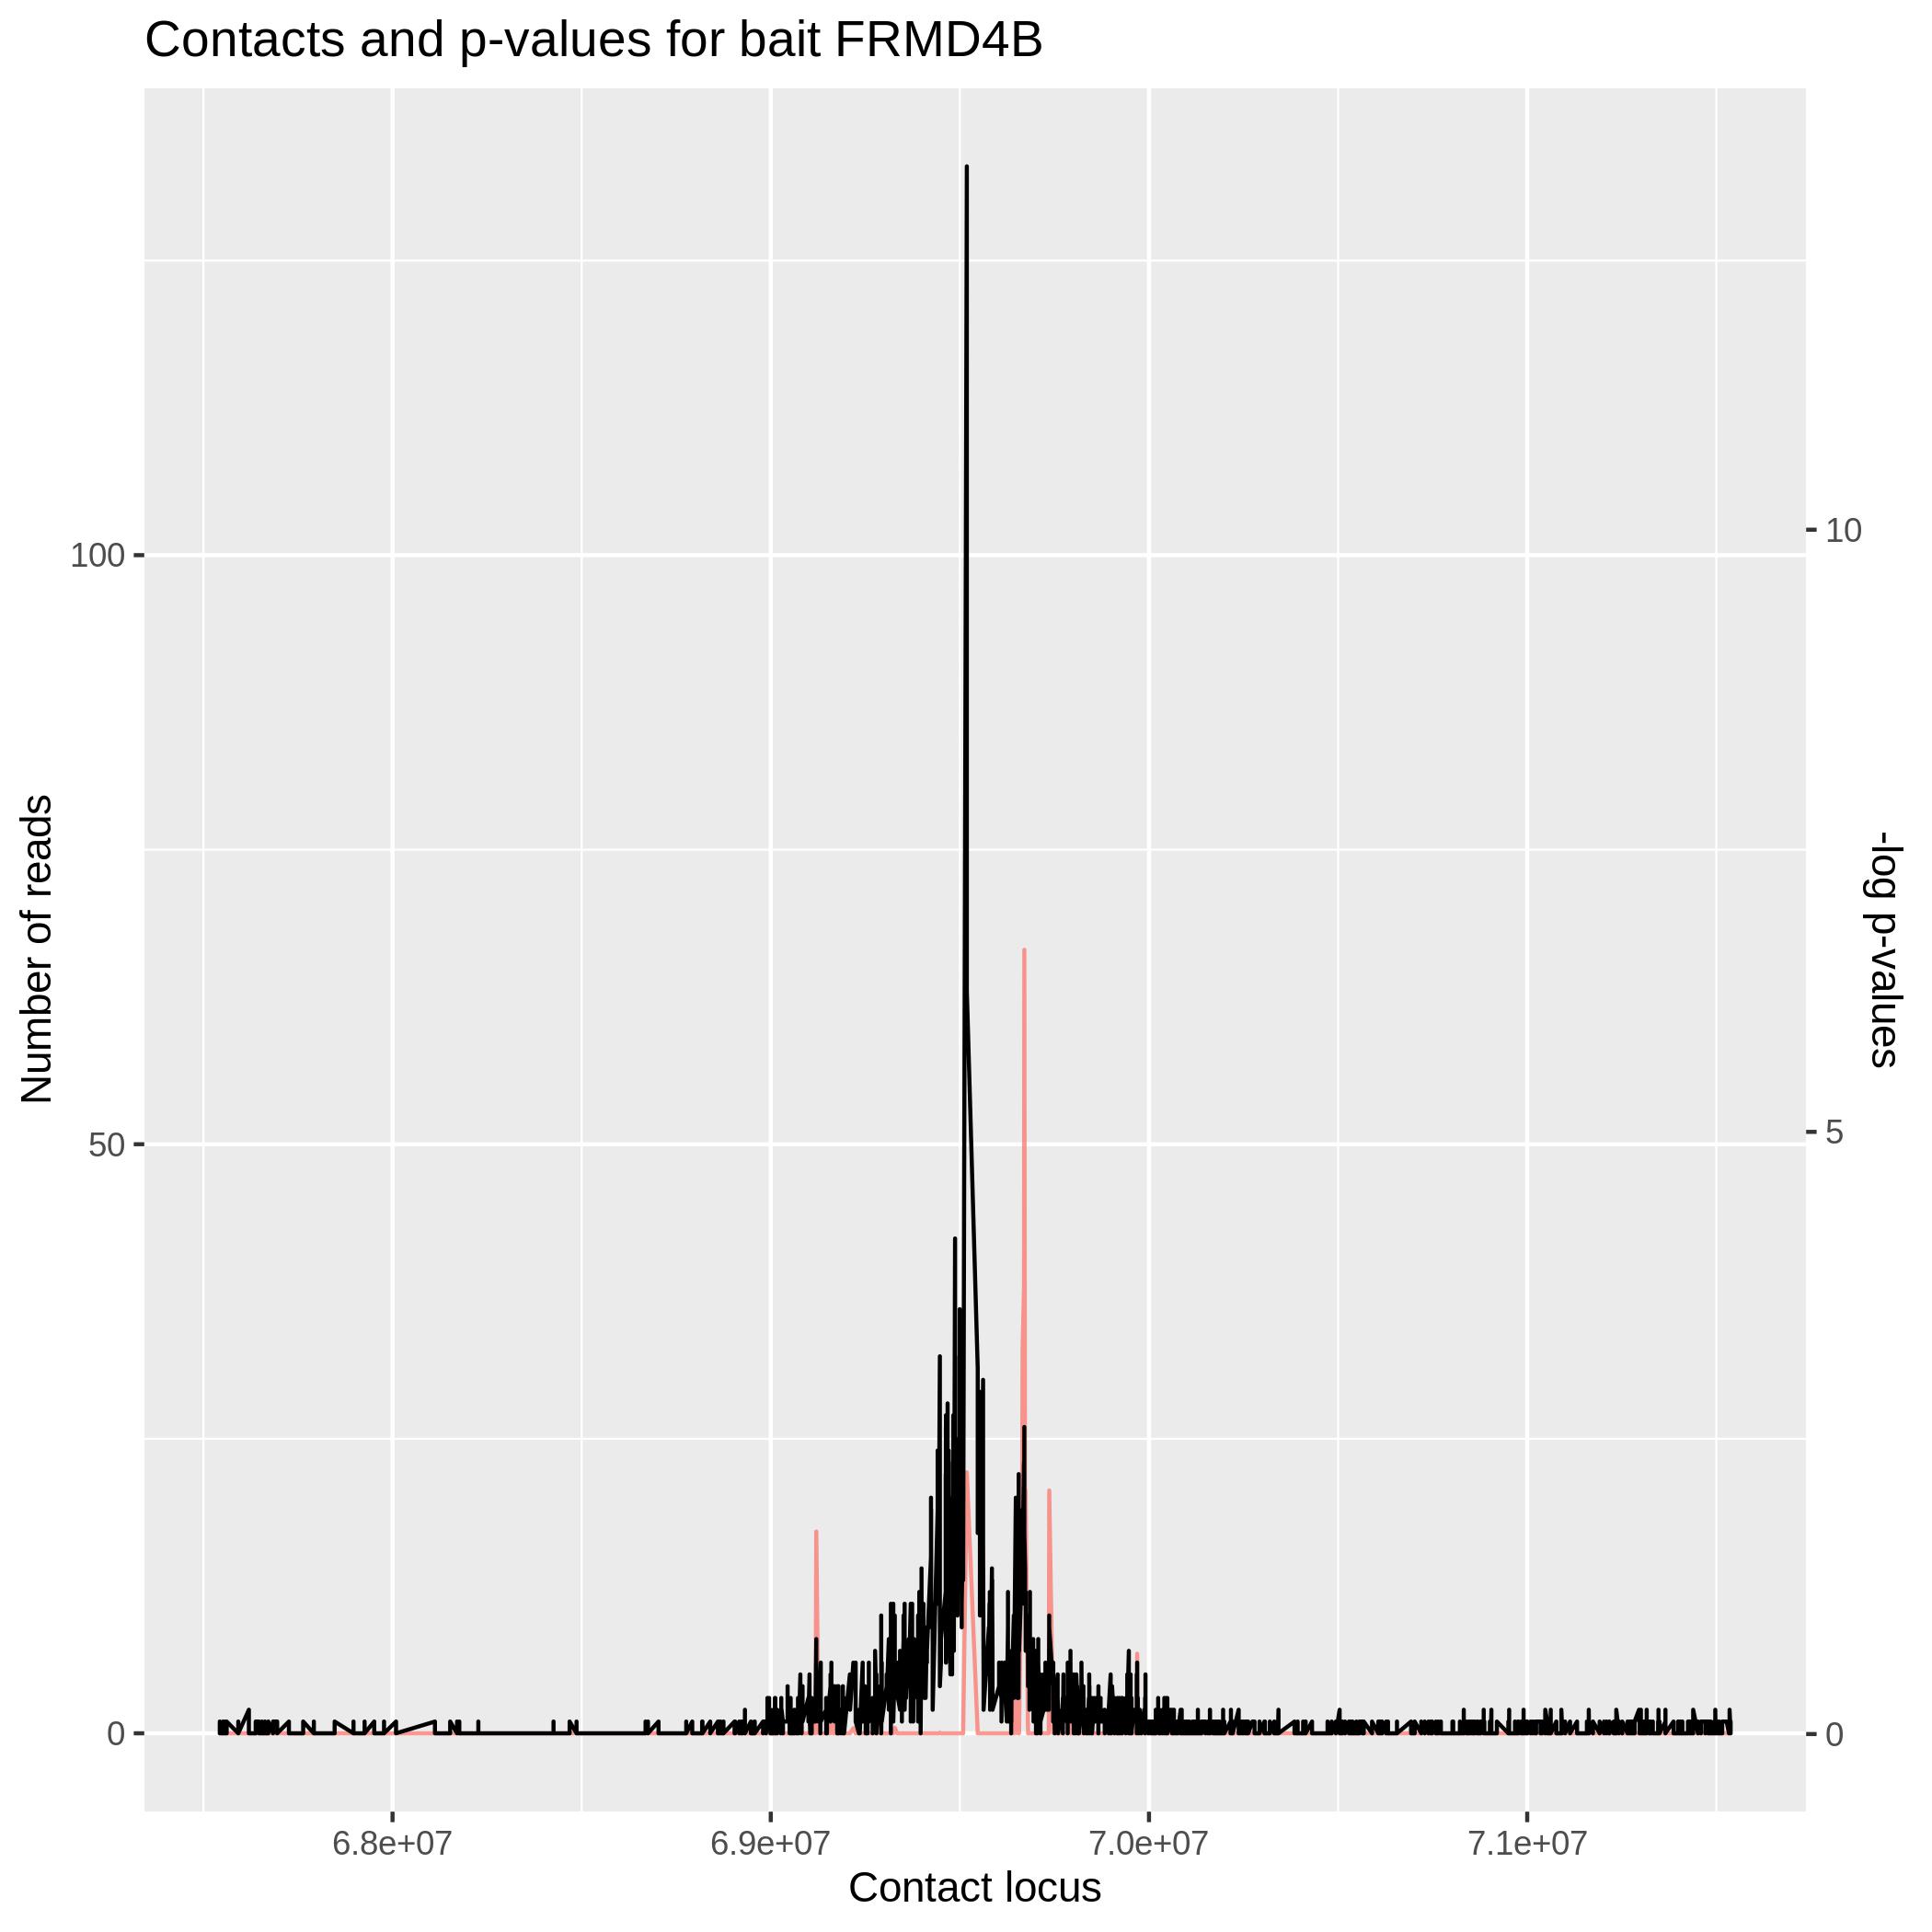 Contacts and p-values for bait FRMD4B
Number of reads
100
50
0
10
5
0
-log p-values
6.8e+07
6.9e+07
7.0e+07
7.1e+07
Contact locus